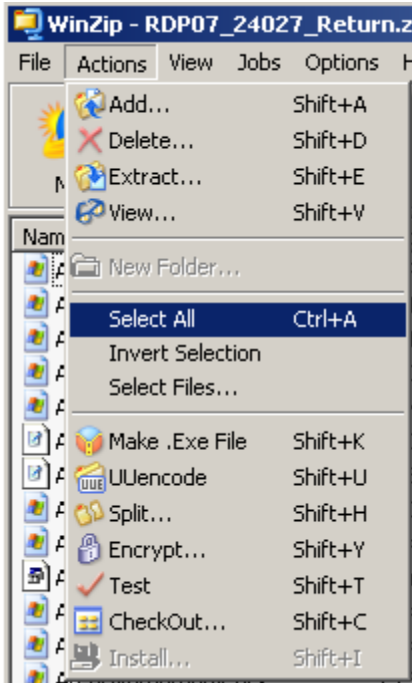 WinZip - RDP07_24027_Return.z
File Actions View Jobs Options H
Add... Shift+A
Delete... Shift+D
Extract... Shift+E
View... Shift+V
Nam
New Folder...
Select All Ctrl+A
Invert Selection
Select Files...
Make .Exe File Shift+K
UUencode Shift+U
Split... Shift+H
Encrypt... Shift+Y
Test Shift+T
CheckOut... Shift+C
Install... Shift+I